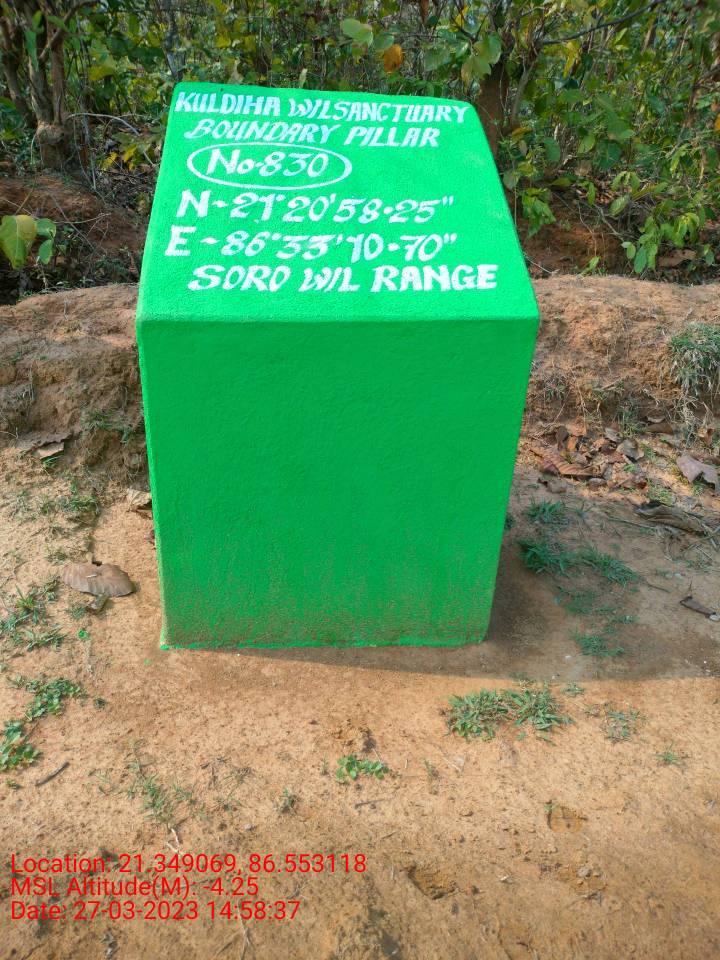 KULDIHA W/L SANCTUARY
BOUNDARY PILLAR
No.830
N-21°20'58.25"
E-86°33'10.70"
SORO W/L RANGE
Location: 21.349069, 86.553118
MSL Altitude(M): -4.25
Date: 27-03-2023 14:58:37